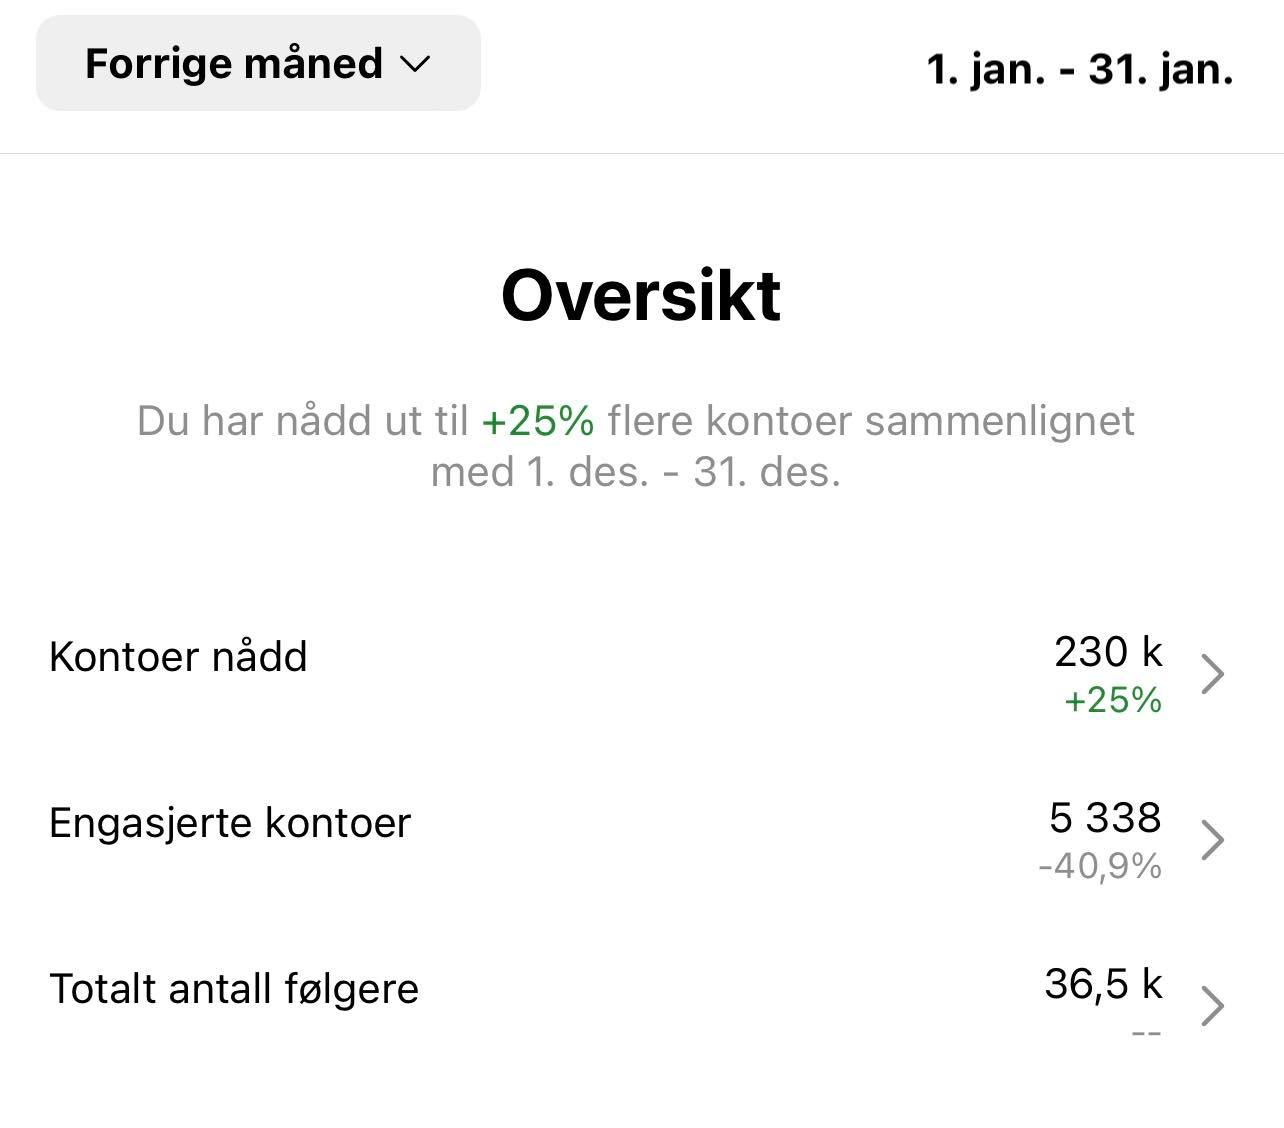 Forrige måned
1. jan. - 31. jan.
Oversikt
Du har nådd ut til +25% flere kontoer sammenlignet
med 1. des. - 31. des.
Kontoer nådd
230 k
+25%
Engasjerte kontoer
5 338
-40,9%
Totalt antall følgere
36,5 k
--